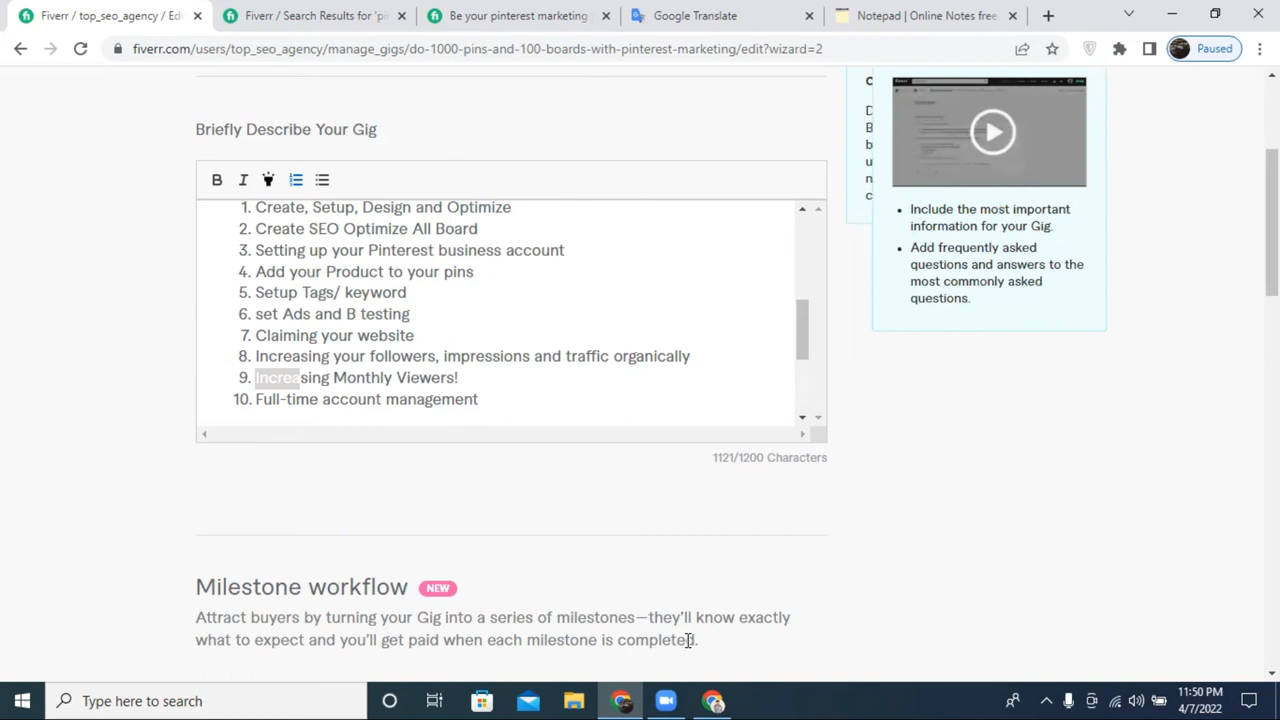 Fiverr / top_seo_agency / Edi
Fiverr / Search Results for 'pin
Be your pinterest marketing
Google Translate
Notepad | Online Notes free,
fiverr.com/users/top_seo_agency/manage_gigs/do-1000-pins-and-100-boards-with-pinterest-marketing/edit?wizard=2
Paused
Briefly Describe Your Gig
B I
1. Create, Setup, Design and Optimize
2. Create SEO Optimize All Board
3. Setting up your Pinterest business account
4. Add your Product to your pins
5. Setup Tags/ keyword
6. set Ads and B testing
7. Claiming your website
8. Increasing your followers, impressions and traffic organically
9. Increasing Monthly Viewers!
10. Full-time account management
1121/1200 Characters
Include the most important
information for your Gig.
Add frequently asked
questions and answers to the
most commonly asked
questions.
Milestone workflow NEW
Attract buyers by turning your Gig into a series of milestones—they'll know exactly
what to expect and you'll get paid when each milestone is completed.
Type here to search
11:50 PM
4/7/2022